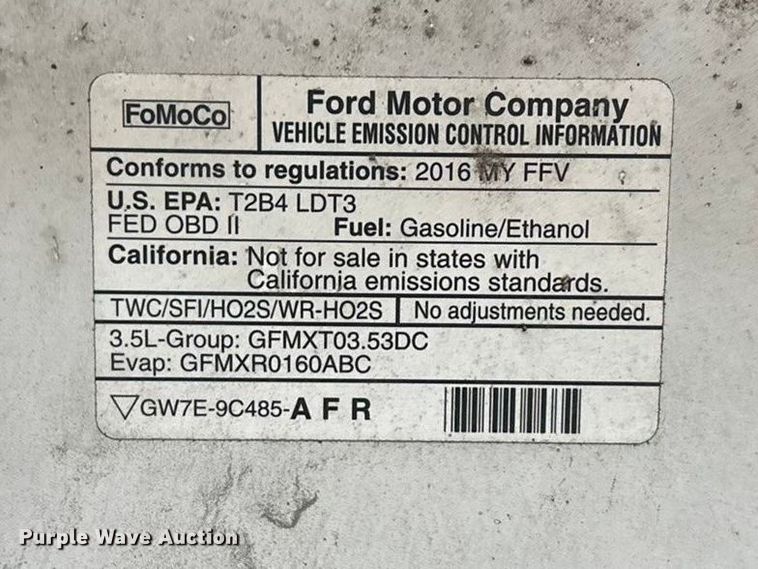 FoMoCo
Ford Motor Company
VEHICLE EMISSION CONTROL INFORMATION
Conforms to regulations: 2016 MY FFV
U.S. EPA: T2B4 LDT3
FED OBD II Fuel: Gasoline/Ethanol
California: Not for sale in states with
California emissions standards.
TWC/SFI/HO2S/WR-HO2S No adjustments needed.
3.5L-Group: GFMXT03.53DC
Evap: GFMXR0160ABC
▽GW7E-9C485-A F R
Purple Wave Auction